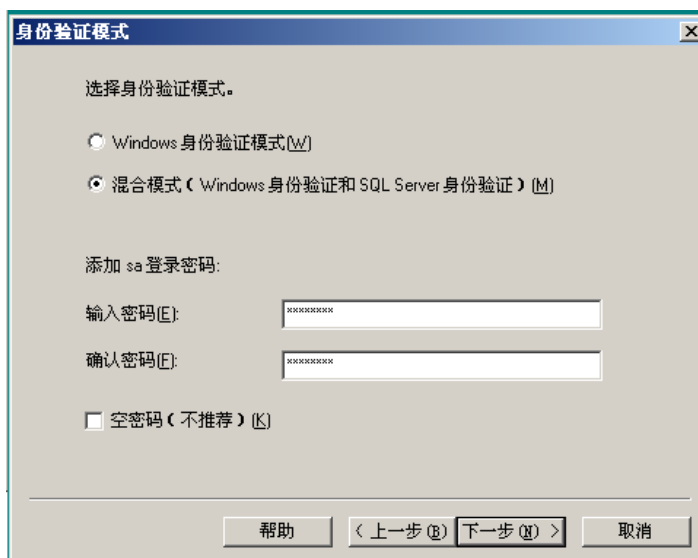 身份验证模式
选择身份验证模式。
Windows 身份验证模式(W)
混合模式（Windows 身份验证和 SQL Server 身份验证）(M)
添加 sa 登录密码:
输入密码(E): ********
确认密码(F): ********
空密码（不推荐）(K)
帮助 < 上一步(B) 下一步(N) > 取消